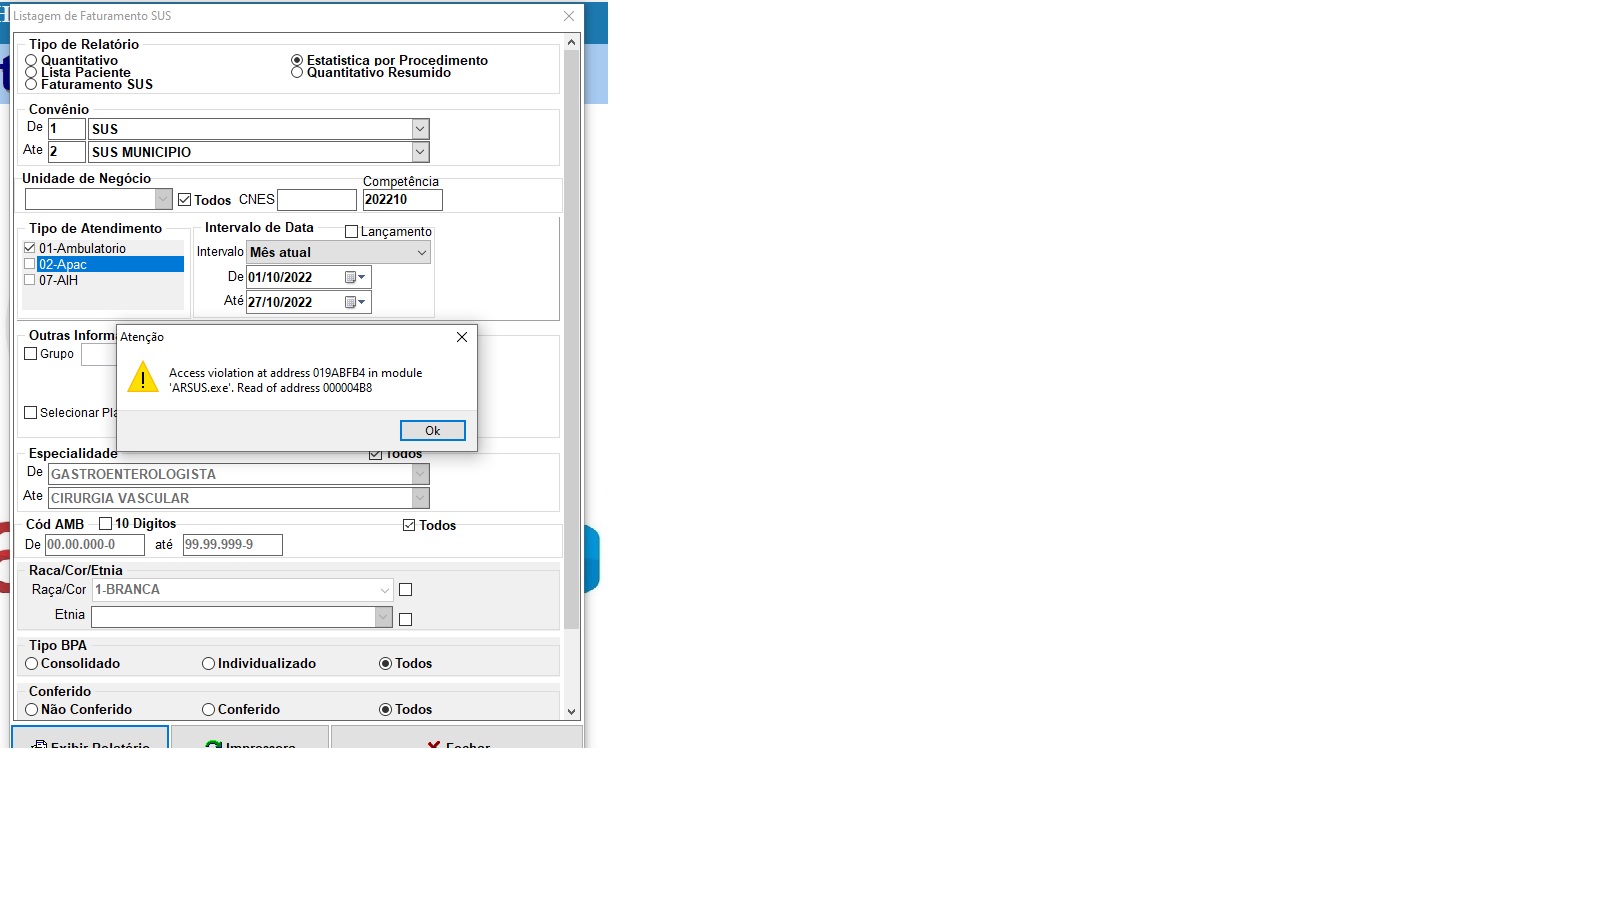 Listagem de Faturamento SUS
Tipo de Relatório
Quantitativo
Estatistica por Procedimento
Lista Paciente
Quantitativo Resumido
Faturamento SUS
Convênio
De 1 SUS
Ate 2 SUS MUNICIPIO
Unidade de Negócio
Competência
Todos CNES 202210
Tipo de Atendimento
Intervalo de Data
Lançamento
01-Ambulatorio
02-Apac
07-AIH
Intervalo Mês atual
De 01/10/2022
Até 27/10/2022
Outras
Grupo
Selecionar
Atenção
Access violation at address 019ABFB4 in module
'ARSUS.exe'. Read of address 000004B8
Ok
Especialidade
Todos
De GASTROENTEROLOGISTA
Ate CIRURGIA VASCULAR
Cód AMB 10 Digitos Todos
De 00.00.000-0 até 99.99.999-9
Raca/Cor/Etnia
Raça/Cor 1-BRANCA
Etnia
Tipo BPA
Consolidado Individualizado Todos
Conferido
Não Conferido Conferido Todos
Exibir Relatório Impressora Fechar